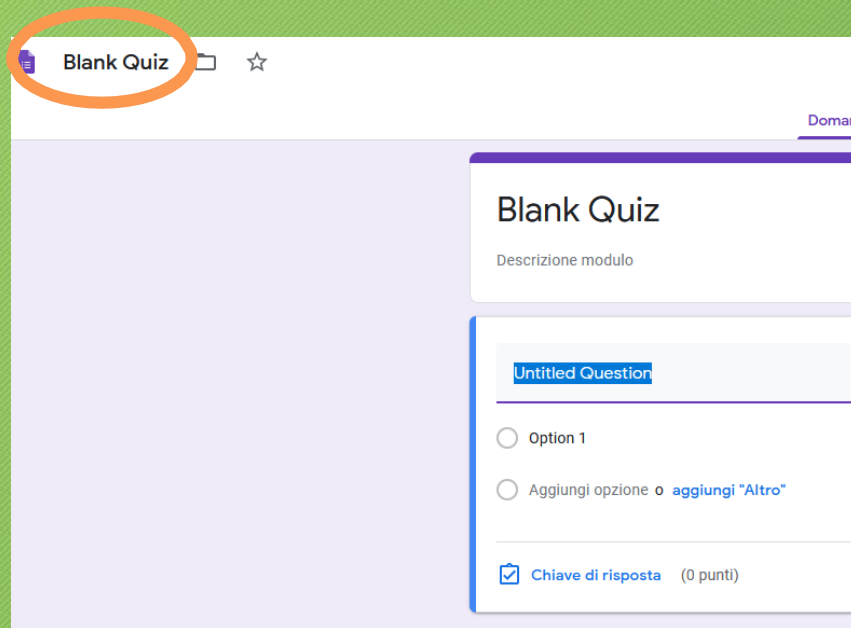 Blank Quiz
Blank Quiz
Descrizione modulo
Untitled Question
Option 1
Aggiungi opzione o aggiungi "Altro"
Chiave di risposta (0 punti)